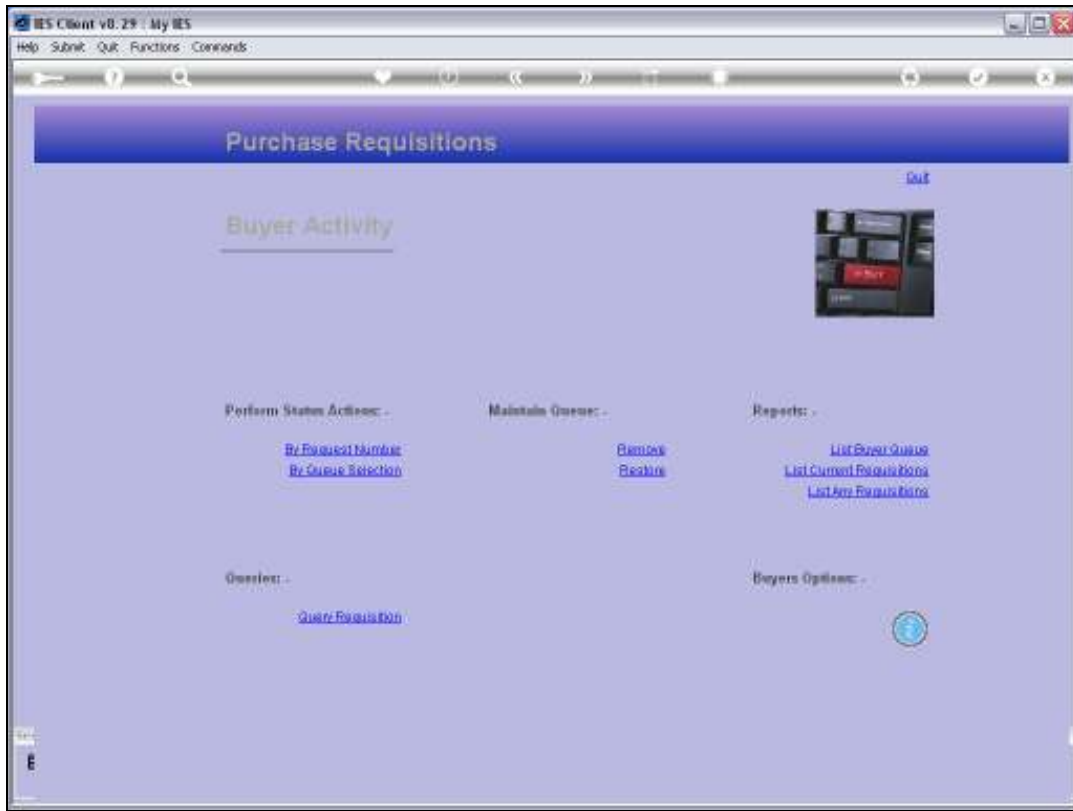 IES Client v0.29 : My IES
Help Submit Quit Functions Commands
Purchase Requisitions
Quit
Buyer Activity
Perform Status Actions: -
Maintain Queue: -
Reports: -
By Request Number
Remove
List Buyer Queue
By Queue Selection
Restore
List Current Requisitions
List Any Requisitions
Queries: -
Buyers Options: -
Query Requisition